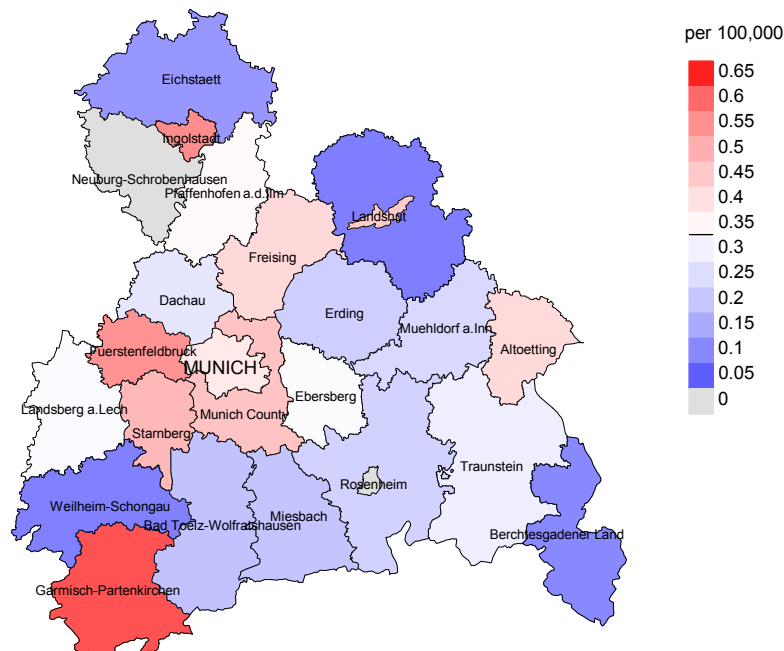 per 100,000
0.65
0.6
0.55
0.5
0.45
0.4
0.35
0.3
0.25
0.2
0.15
0.1
0.05
0
Eichstaett
Ingolstadt
Neuburg-Schrobenhausen
Pfaffenhofen a.d.Ilm
Landshut
Freising
Dachau
Erding
Muehldorf a.Inn
Altoetting
Fuerstenfeldbruck
MUNICH
Ebersberg
Landsberg a.Lech
Munich County
Starnberg
Traunstein
Rosenheim
Weilheim-Schongau
Miesbach
Bad Toelz-Wolfratshausen
Berchtesgadener Land
Garmisch-Partenkirchen